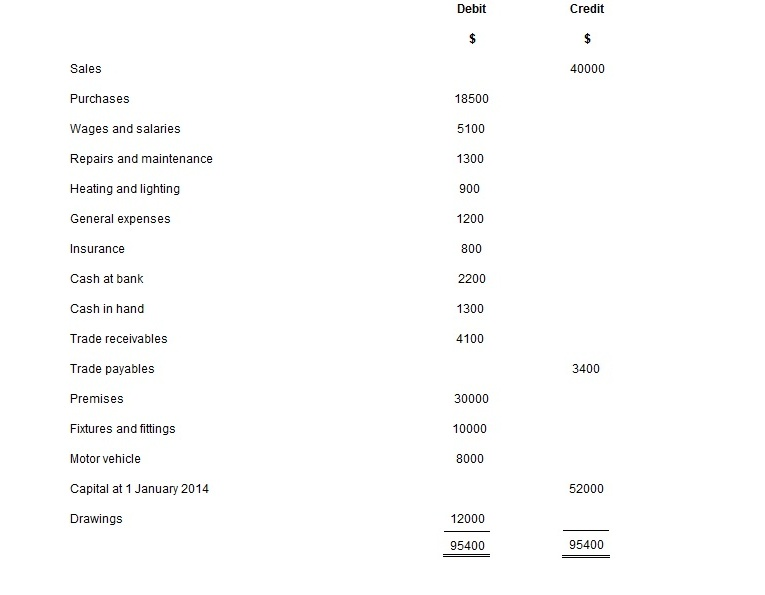 Debit Credit
$ $
Sales 40000
Purchases 18500
Wages and salaries 5100
Repairs and maintenance 1300
Heating and lighting 900
General expenses 1200
Insurance 800
Cash at bank 2200
Cash in hand 1300
Trade receivables 4100
Trade payables 3400
Premises 30000
Fixtures and fittings 10000
Motor vehicle 8000
Capital at 1 January 2014 52000
Drawings 12000
95400 95400